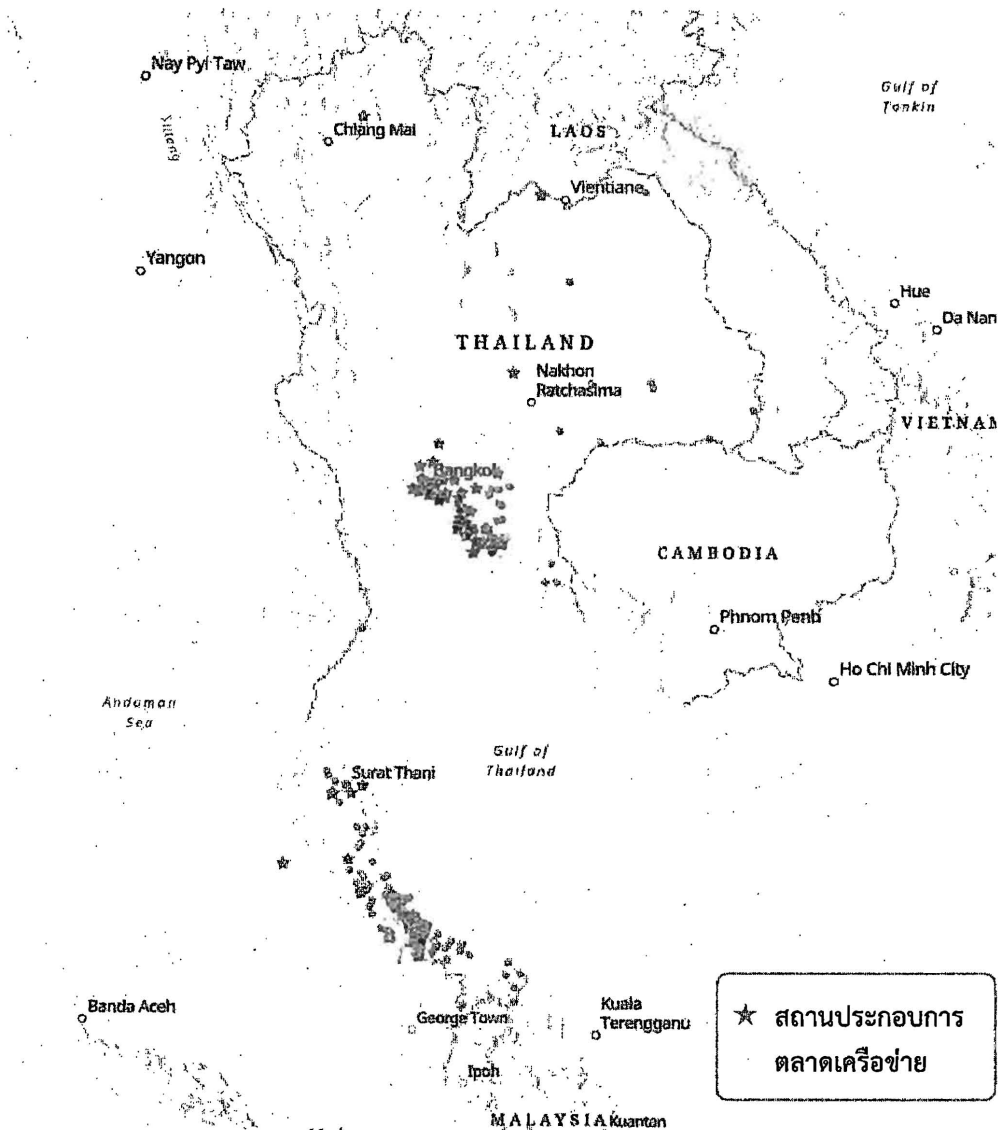 Nay Pyi Taw
Gulf of
Tonkin
Chiang Mai
LAOS
Vientiane
Yangon
Hue
Da Nan
THAILAND
Nakhon
Ratchasima
VIETNAM
Bangkok
CAMBODIA
Phnom Penh
Ho Chi Minh City
Andaman
Sea
Gulf of
Thailand
Surat Thani
Banda Aceh
George Town
Kuala
Terengganu
Ipoh
MALAYSIA
Kuantan
สถานประกอบการ
ตลาดเครือข่าย